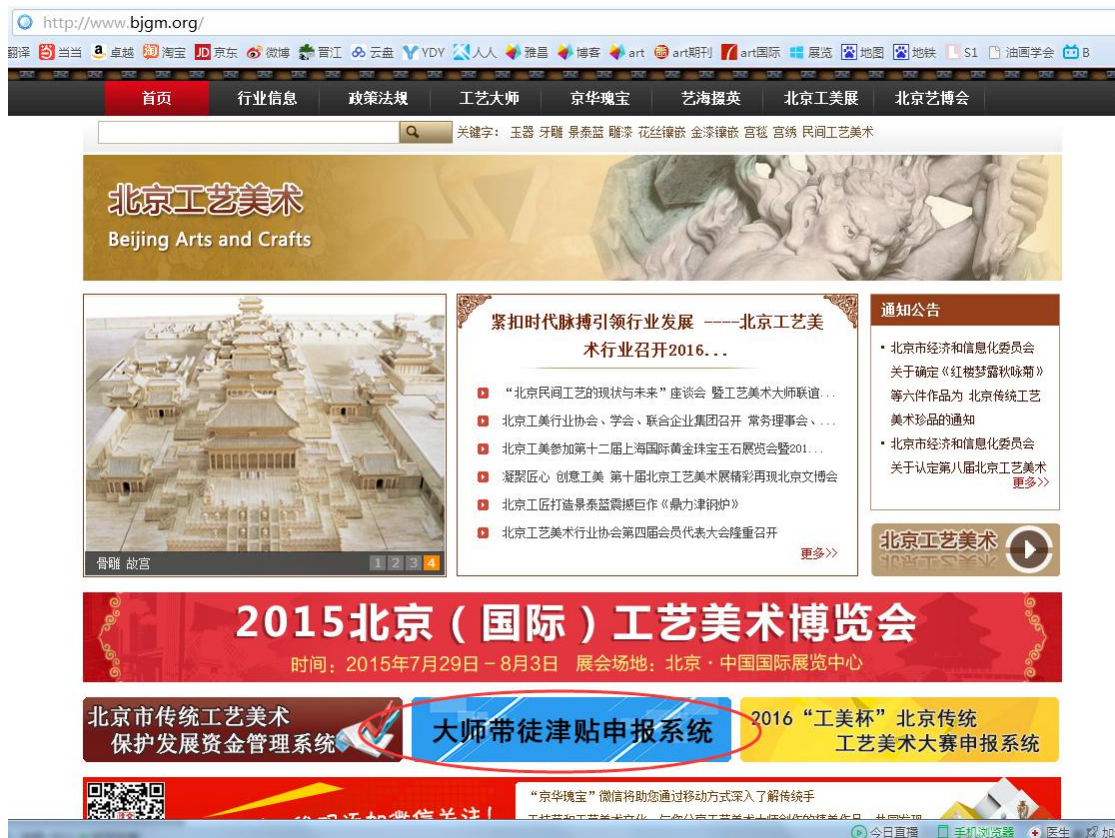 http://www.bjgm.org/
翻译 当当 卓越 淘宝 京东 微博 晋江 云盘 YDY 人人 雅昌 博客 art art期刊 art国际 展览 地图 地铁 S1 油画学会 B
首页 行业信息 政策法规 工艺大师 京华瑰宝 艺海掇英 北京工美展 北京艺博会
关键字： 玉器 牙雕 景泰蓝 雕漆 花丝镶嵌 金漆镶嵌 宫毯 宫绣 民间工艺美术
北京工艺美术
Beijing Arts and Crafts
骨雕 故宫
1 2 3 4
紧扣时代脉搏引领行业发展 ----北京工艺美
术行业召开2016...
“北京民间工艺的现状与未来”座谈会 暨工艺美术大师联谊...
北京工美行业协会、学会、联合企业集团召开 常务理事会、...
北京工美参加第十二届上海国际黄金珠宝玉石展览会暨201...
凝聚匠心 创意工美 第十届北京工艺美术展精彩再现北京文博会
北京工匠打造景泰蓝震撼巨作《鼎力津钢炉》
北京工艺美术行业协会第四届会员代表大会隆重召开
更多>>
通知公告
· 北京市经济和信息化委员会
关于确定《红楼梦露秋咏菊》
等六件作品为 北京传统工艺
美术珍品的通知
· 北京市经济和信息化委员会
关于认定第八届北京工艺美术
更多>>
北京工艺美术
2015北京（国际）工艺美术博览会
时间：2015年7月29日－8月3日 展会场地：北京·中国国际展览中心
北京市传统工艺美术
保护发展资金管理系统
大师带徒津贴申报系统
2016“工美杯”北京传统
工艺美术大赛申报系统
“京华瑰宝”微信将助您通过移动方式深入了解传统手
今日直播 手机浏览器 医生